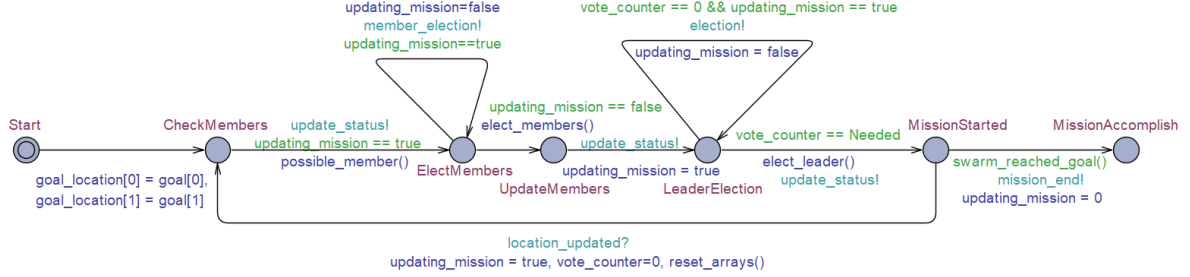 updating_mission=false
member_election!
updating_mission==true
vote_counter == 0 && updating_mission == true
election!
updating_mission = false
Start
goal_location[0] = goal[0],
goal_location[1] = goal[1]
CheckMembers
update_status!
updating_mission == true
possible_member()
ElectMembers
updating_mission == false
elect_members()
UpdateMembers
update_status!
updating_mission = true
LeaderElection
vote_counter == Needed
elect_leader()
update_status!
MissionStarted
swarm_reached_goal()
mission_end!
updating_mission = 0
MissionAccomplish
location_updated?
updating_mission = true, vote_counter=0, reset_arrays()